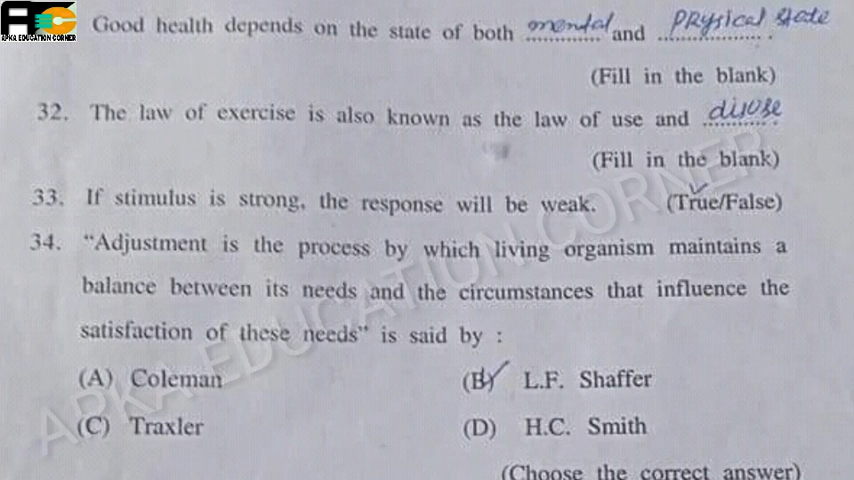 APKA EDUCATION CORNER
Good health depends on the state of both mental and Prysical state.
(Fill in the blank)
32. The law of exercise is also known as the law of use and disuse
(Fill in the blank)
33. If stimulus is strong, the response will be weak. (True/False)
34. “Adjustment is the process by which living organism maintains a
balance between its needs and the circumstances that influence the
satisfaction of these needs” is said by :
(A) Coleman (B) L.F. Shaffer
(C) Traxler (D) H.C. Smith
(Choose the correct answer)
APKA EDUCATION CORNER